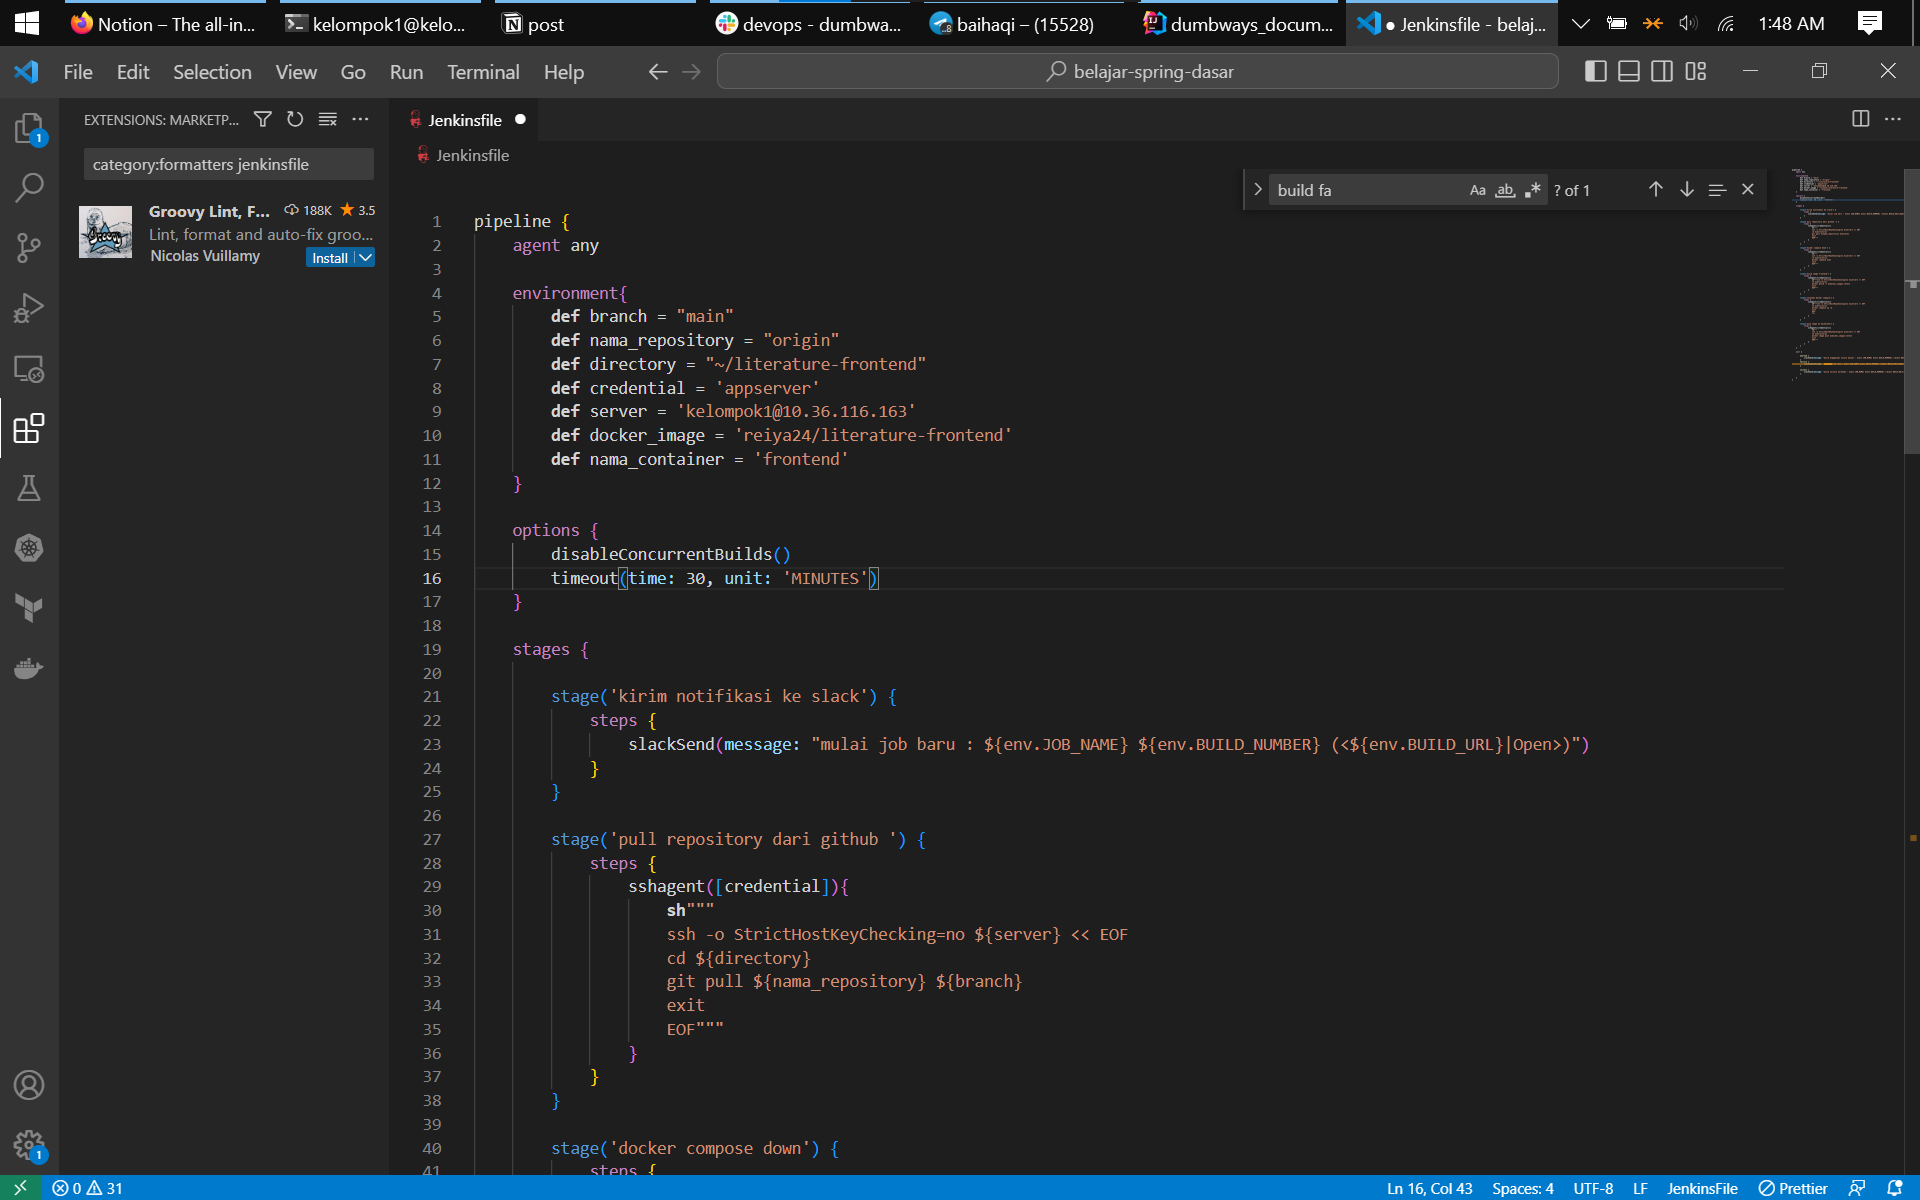 Notion – The all-in...
kelompok1@kelo...
post
devops - dumbwa...
baihaqi – (15528)
dumbways_docum...
● Jenkinsfile - belaj...
1:48 AM
File Edit Selection View Go Run Terminal Help
belajar-spring-dasar
EXTENSIONS: MARKETP...
category:formatters jenkinsfile
Groovy Lint, F... 188K 3.5
Lint, format and auto-fix groo...
Nicolas Vuillamy Install
Jenkinsfile
Jenkinsfile
build fa Aa ab ? of 1
1 pipeline {
2 agent any
3
4 environment{
5 def branch = "main"
6 def nama_repository = "origin"
7 def directory = "~/literature-frontend"
8 def credential = 'appserver'
9 def server = 'kelompok1@10.36.116.163'
10 def docker_image = 'reiya24/literature-frontend'
11 def nama_container = 'frontend'
12 }
13
14 options {
15 disableConcurrentBuilds()
16 timeout(time: 30, unit: 'MINUTES')
17 }
18
19 stages {
20
21 stage('kirim notifikasi ke slack') {
22 steps {
23 slackSend(message: "mulai job baru : ${env.JOB_NAME} ${env.BUILD_NUMBER} (<${env.BUILD_URL}|Open>)")
24 }
25 }
26
27 stage('pull repository dari github ') {
28 steps {
29 sshagent([credential]){
30 sh"""
31 ssh -o StrictHostKeyChecking=no ${server} << EOF
32 cd ${directory}
33 git pull ${nama_repository} ${branch}
34 exit
35 EOF"""
36 }
37 }
38 }
39
40 stage('docker compose down') {
41 steps {
1
1
0 31
Ln 16, Col 43 Spaces: 4 UTF-8 LF JenkinsFile Prettier